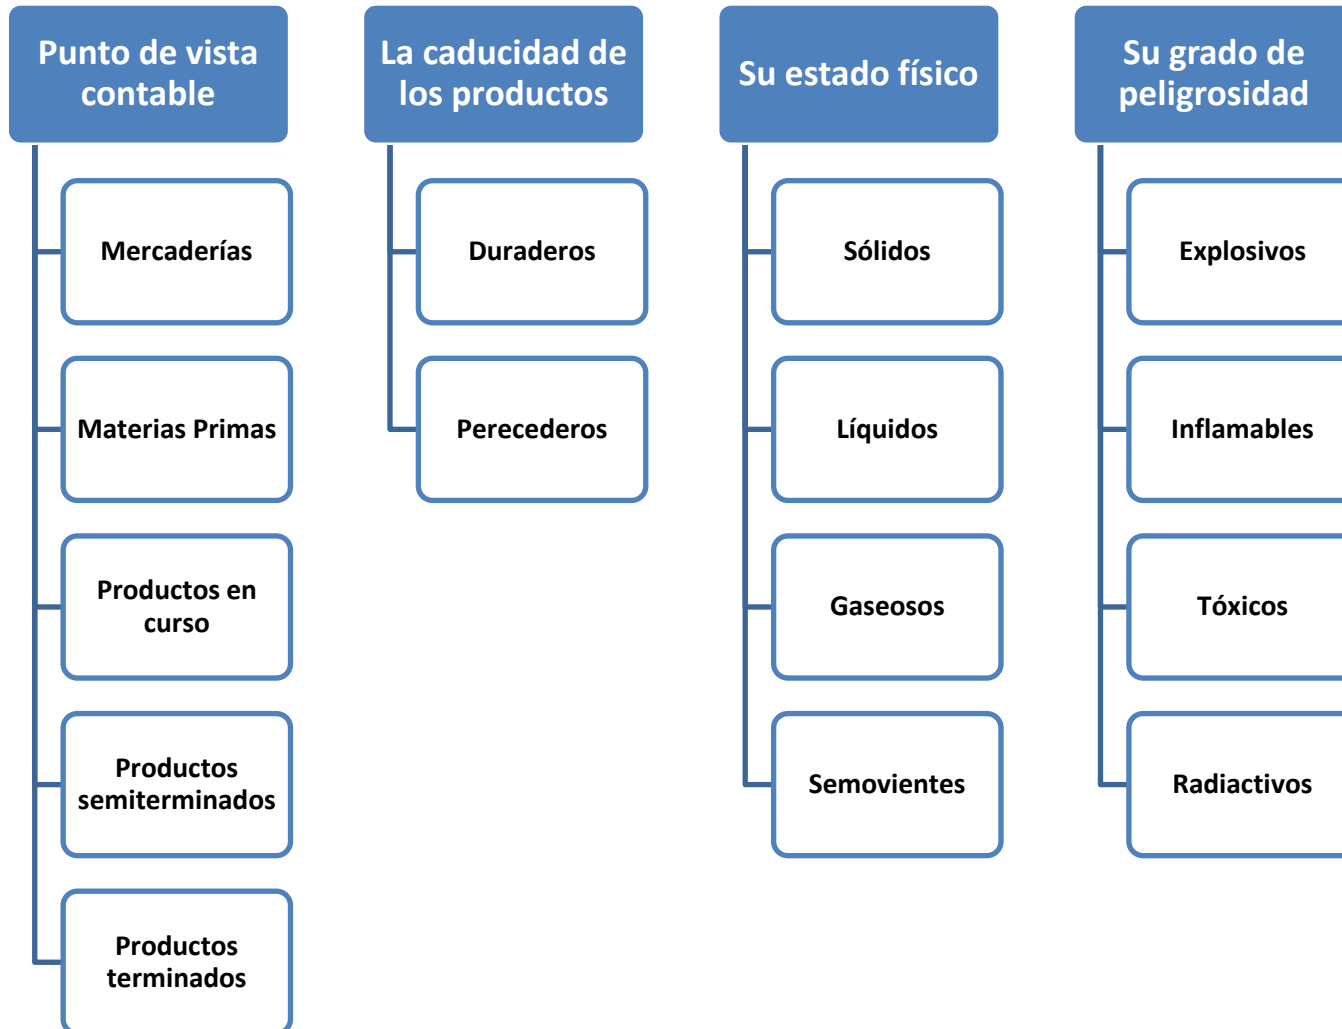 Punto de vista
contable
Mercaderías
Materias Primas
Productos en
curso
Productos
semiterminados
Productos
terminados
La caducidad de
los productos
Duraderos
Perecederos
Su estado físico
Sólidos
Líquidos
Gaseosos
Semovientes
Su grado de
peligrosidad
Explosivos
Inflamables
Tóxicos
Radiactivos